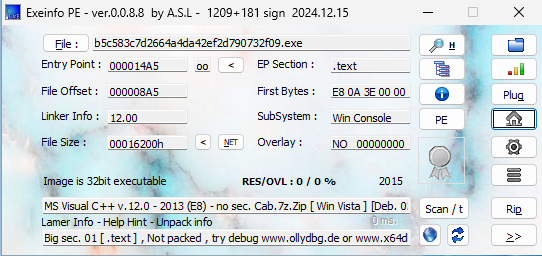 Exeinfo PE - ver.0.0.8.8 by A.S.L - 1209+181 sign 2024.12.15
File : b5c583c7d2664a4da42ef2d790732f09.exe H
Entry Point : 000014A5 oo < EP Section : .text
File Offset : 000008A5 First Bytes : E8 0A 3E 00 00
Plug
Linker Info : 12.00 SubSystem : Win Console PE
File Size : 00016200h < NET Overlay : NO 00000000
Image is 32bit executable RES/OVL : 0 / 0 % 2015
MS Visual C++ v.12.0 - 2013 (E8) - no sec. Cab.7z.Zip [ Win Vista ] [Deb. 0 Scan / t Rip
Lamer Info - Help Hint - Unpack info 0 ms.
Big sec. 01 [ .text ] , Not packed , try debug www.ollydbg.de or www.x64d >>